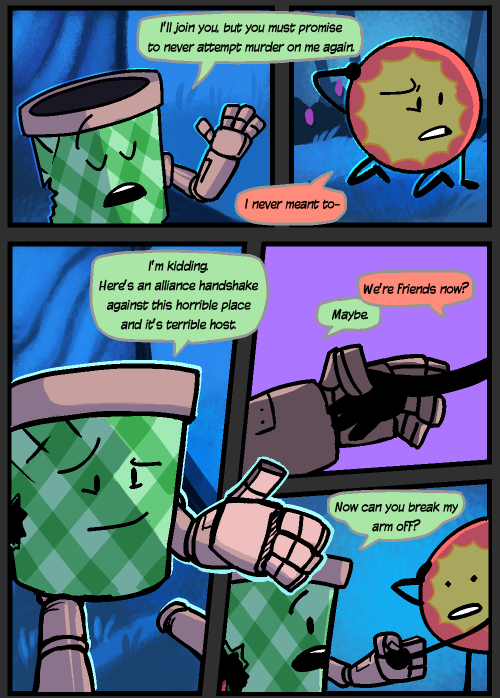 I'll join you, but you must promise
to never attempt murder on me again.
I never meant to-
I'm kidding.
Here's an alliance handshake
against this horrible place
and it's terrible host.
We're friends now?
Maybe.
Now can you break my
arm off?